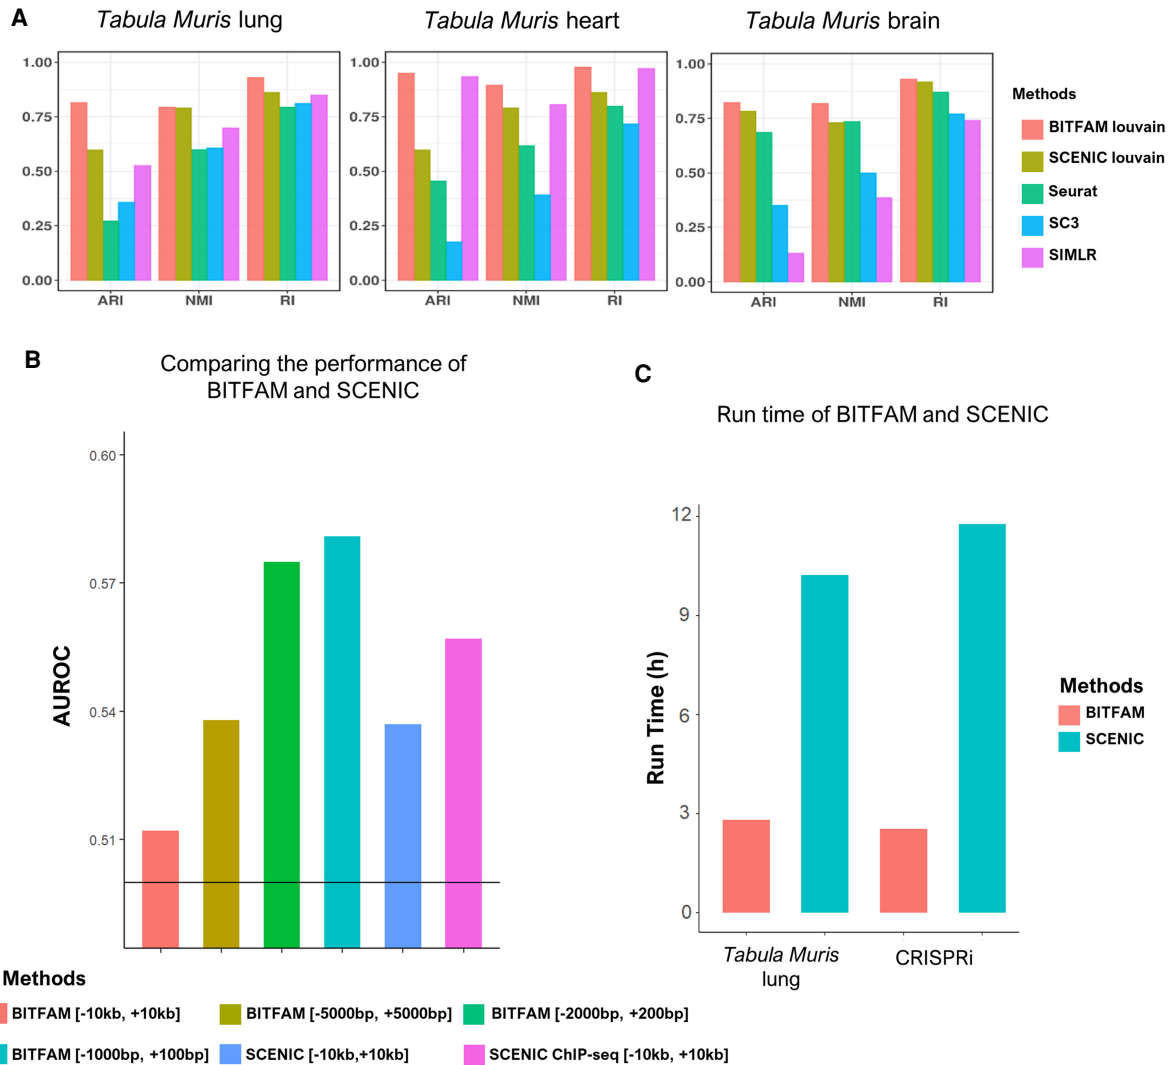 A
Tabula Muris lung
Tabula Muris heart
Tabula Muris brain
1.00
0.75
0.50
0.25
0.00
ARI NMI RI
1.00
0.75
0.50
0.25
0.00
ARI NMI RI
1.00
0.75
0.50
0.25
0.00
ARI NMI RI
Methods
BITFAM louvain
SCENIC louvain
Seurat
SC3
SIMLR
B
Comparing the performance of
BITFAM and SCENIC
AUROC
0.60
0.57
0.54
0.51
Methods
BITFAM [-10kb, +10kb]
BITFAM [-5000bp, +5000bp]
BITFAM [-2000bp, +200bp]
BITFAM [-1000bp, +100bp]
SCENIC [-10kb,+10kb]
SCENIC ChIP-seq [-10kb, +10kb]
C
Run time of BITFAM and SCENIC
Run Time (h)
12
9
6
3
0
Tabula Muris
lung
CRISPRi
Methods
BITFAM
SCENIC